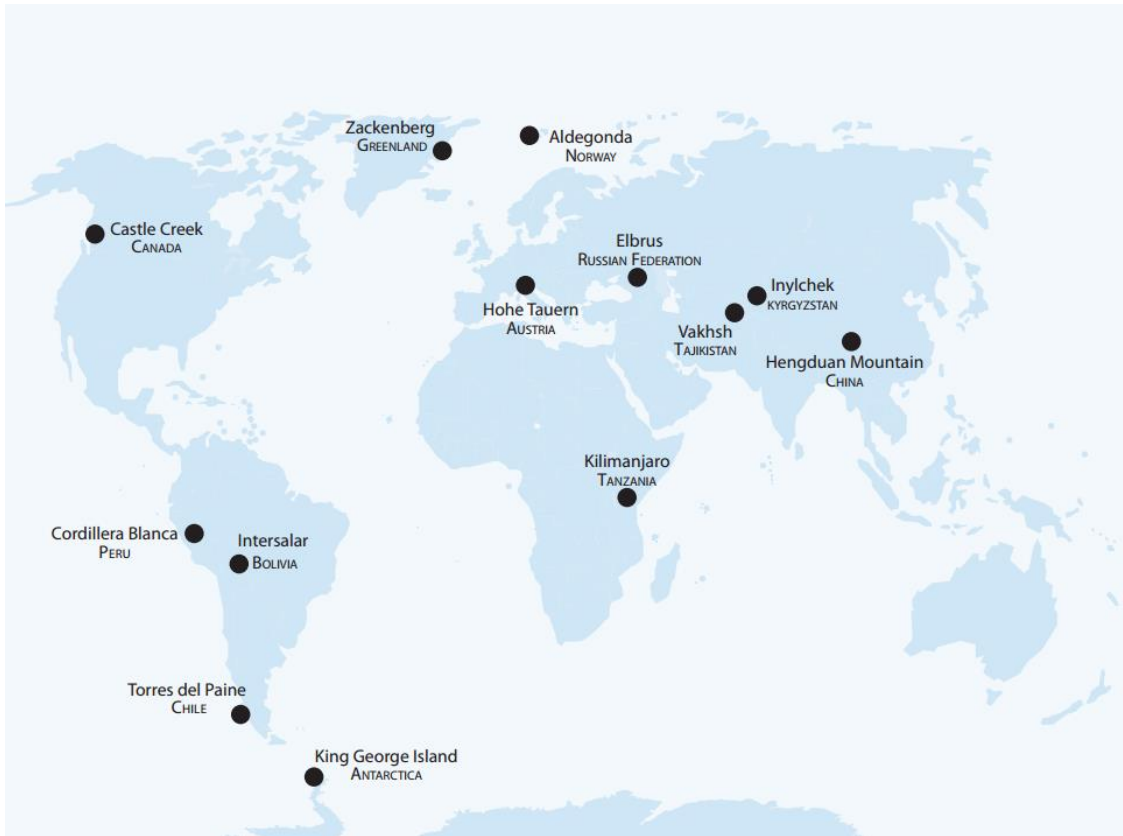 Zackenberg
GREENLAND
Aldegonda
NORWAY
Castle Creek
CANADA
Elbrus
RUSSIAN FEDERATION
Inylchek
KYRGYZSTAN
Hohe Tauern
AUSTRIA
Vakhsh
TAJIKISTAN
Hengduan Mountain
CHINA
Kilimanjaro
TANZANIA
Cordillera Blanca
PERU
Intersalar
BOLIVIA
Torres del Paine
CHILE
King George Island
ANTARCTICA